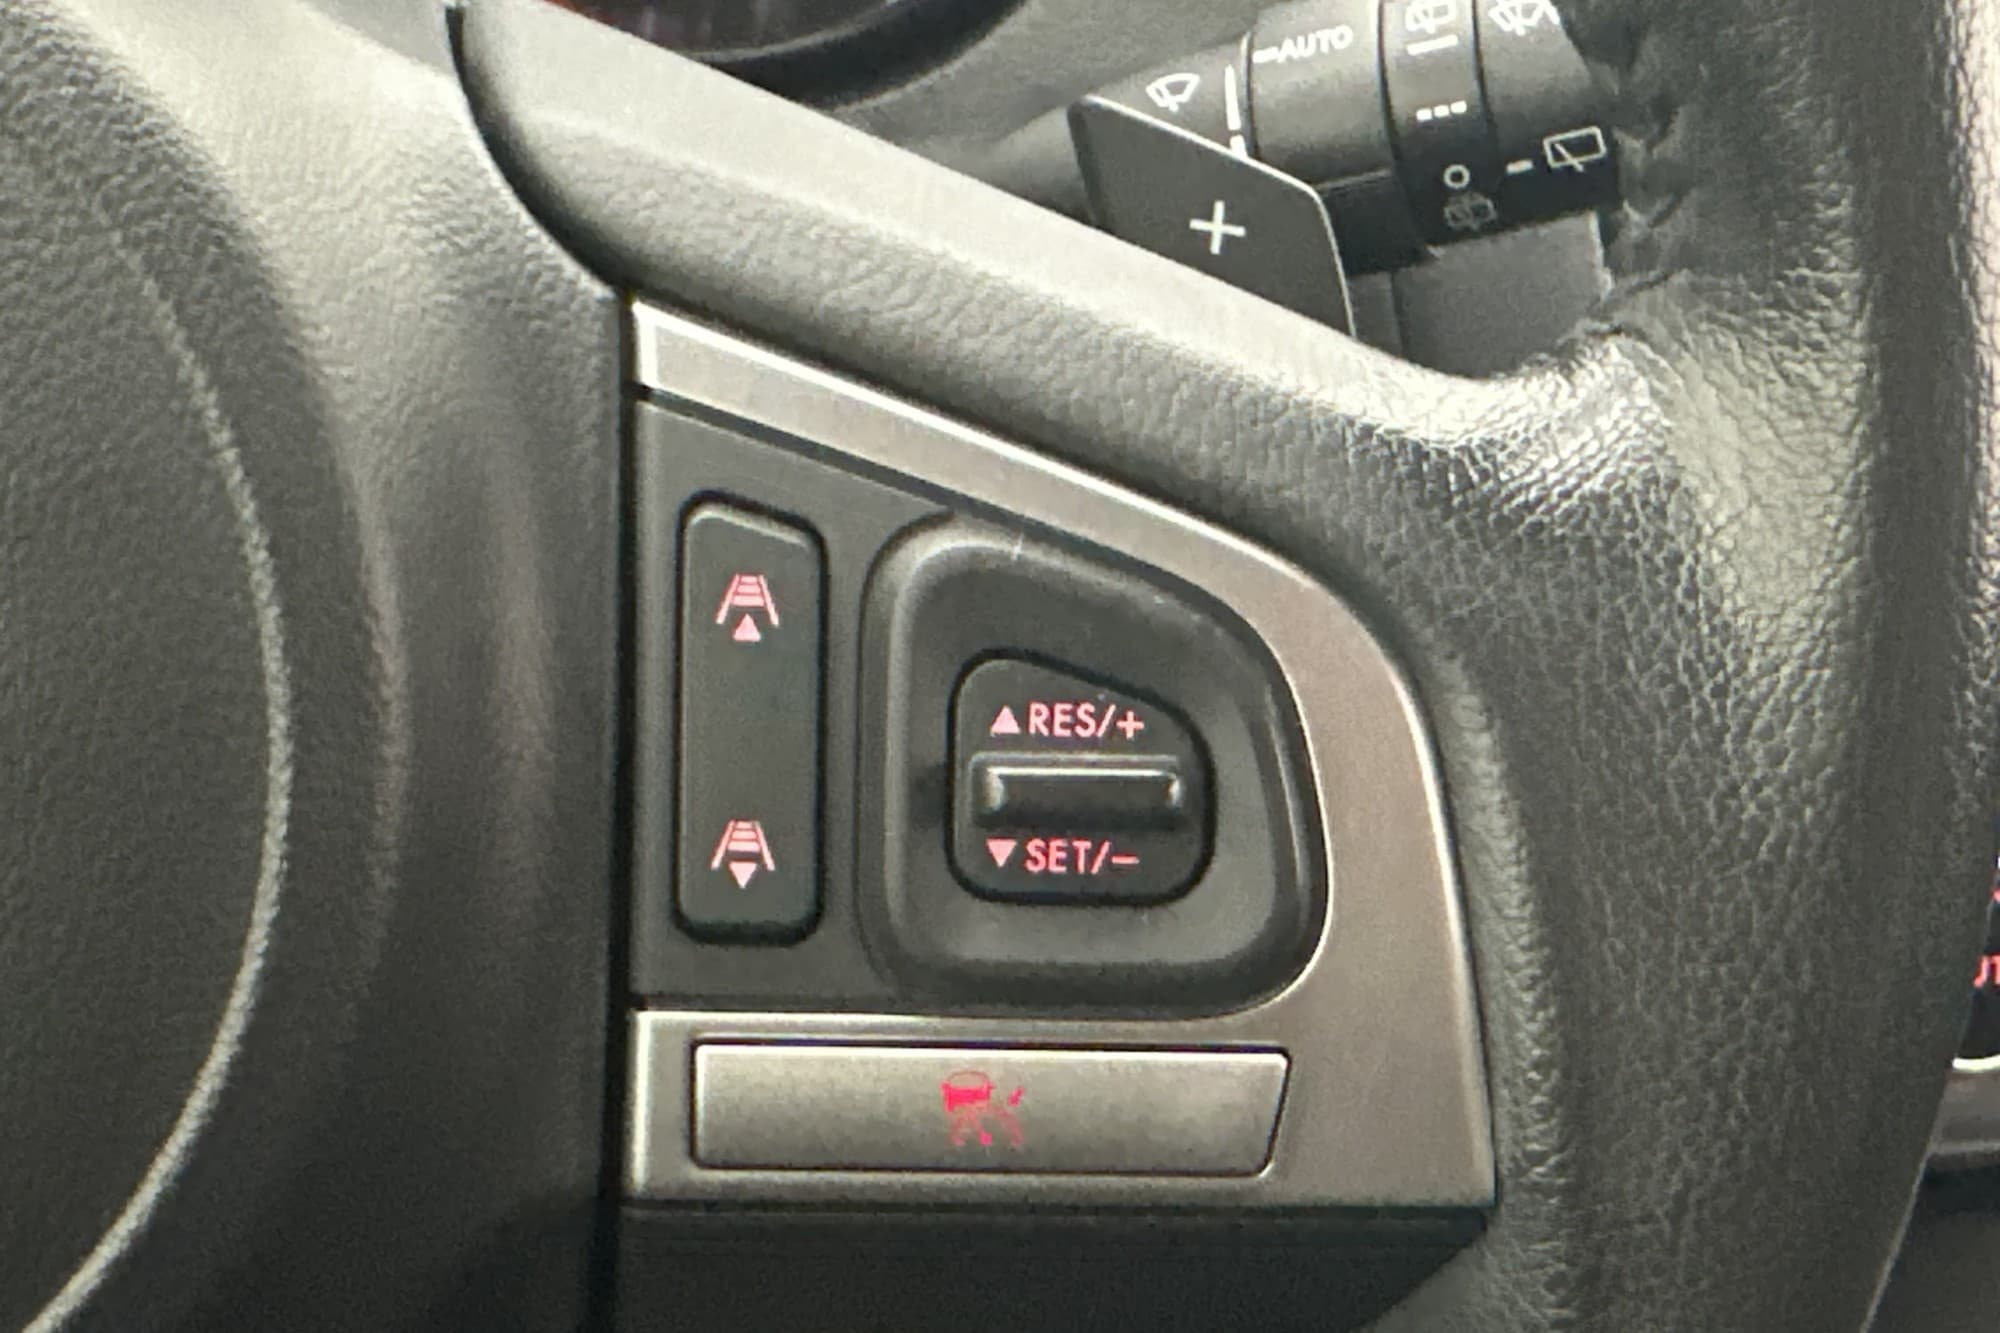 AUTO
+
▲RES/+
▼SET/−